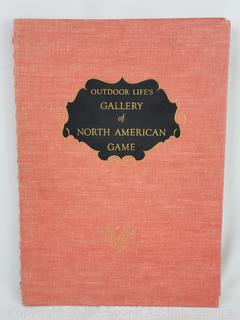 OUTDOOR LIFE'S
GALLERY
of
NORTH AMERICAN
GAME